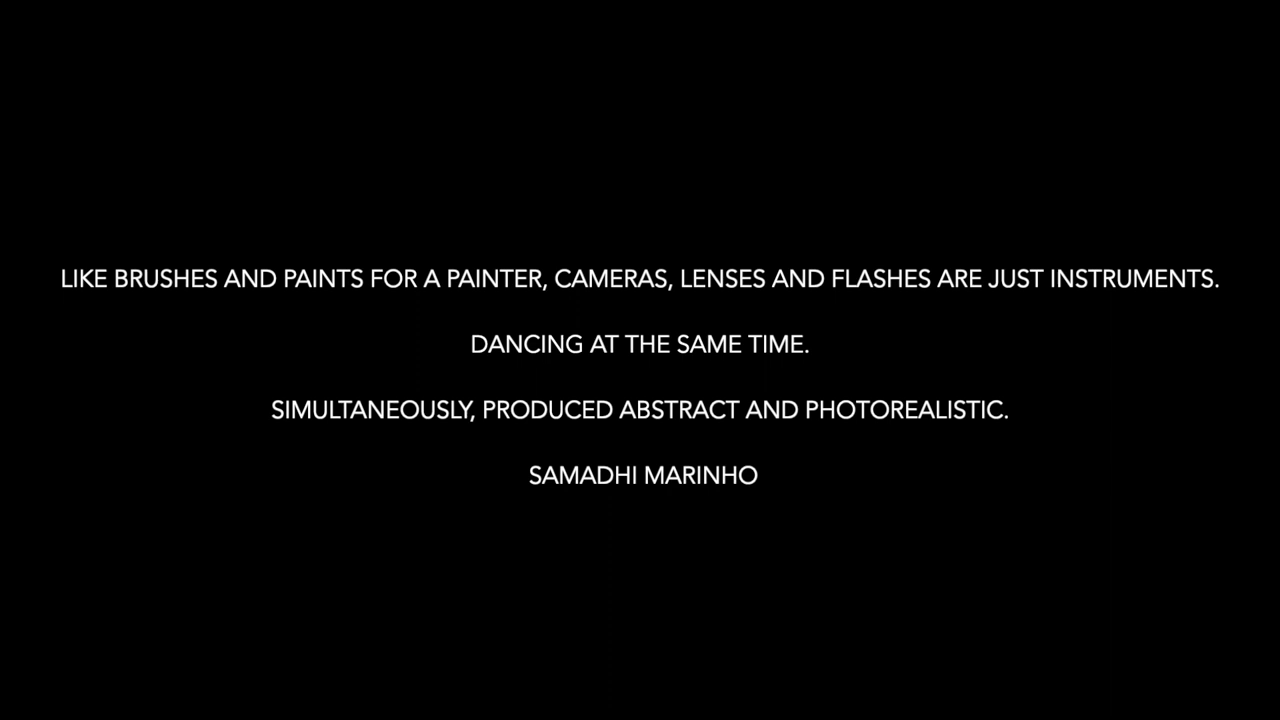 LIKE BRUSHES AND PAINTS FOR A PAINTER, CAMERAS, LENSES AND FLASHES ARE JUST INSTRUMENTS.
DANCING AT THE SAME TIME.
SIMULTANEOUSLY, PRODUCED ABSTRACT AND PHOTOREALISTIC.
SAMADHI MARINHO